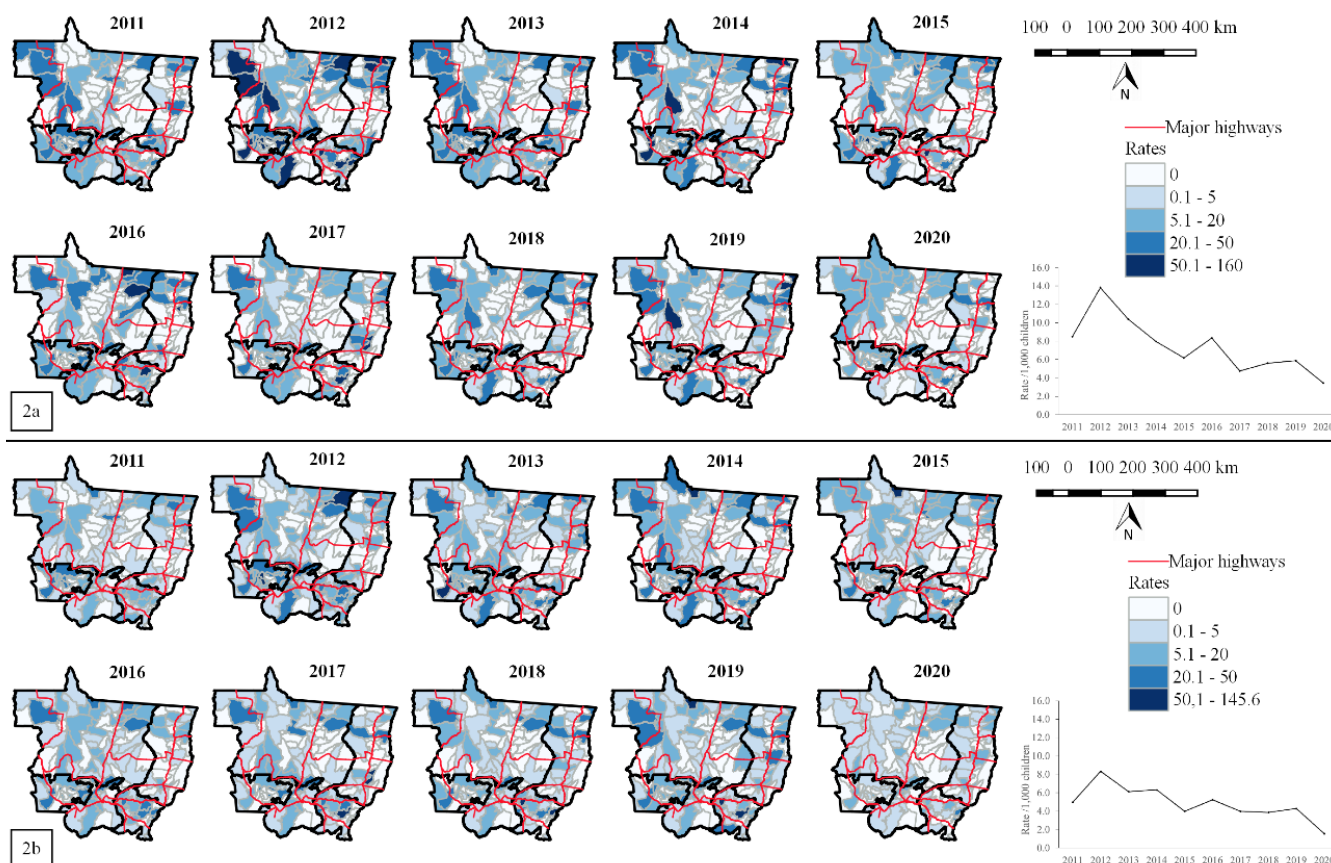 2011
2012
2013
2014
2015
100 0 100 200 300 400 km
N
Major highways
Rates
0
0.1 - 5
5.1 - 20
20.1 - 50
50.1 - 160
2016
2017
2018
2019
2020
16.0
14.0
12.0
10.0
8.0
6.0
4.0
2.0
0.0
Rate /1,000 children
2011 2012 2013 2014 2015 2016 2017 2018 2019 2020
2a
2011
2012
2013
2014
2015
100 0 100 200 300 400 km
N
Major highways
Rates
0
0.1 - 5
5.1 - 20
20.1 - 50
50,1 - 145.6
2016
2017
2018
2019
2020
16.0
14.0
12.0
10.0
8.0
6.0
4.0
2.0
0.0
Rate /1,000 children
2011 2012 2013 2014 2015 2016 2017 2018 2019 2020
2b